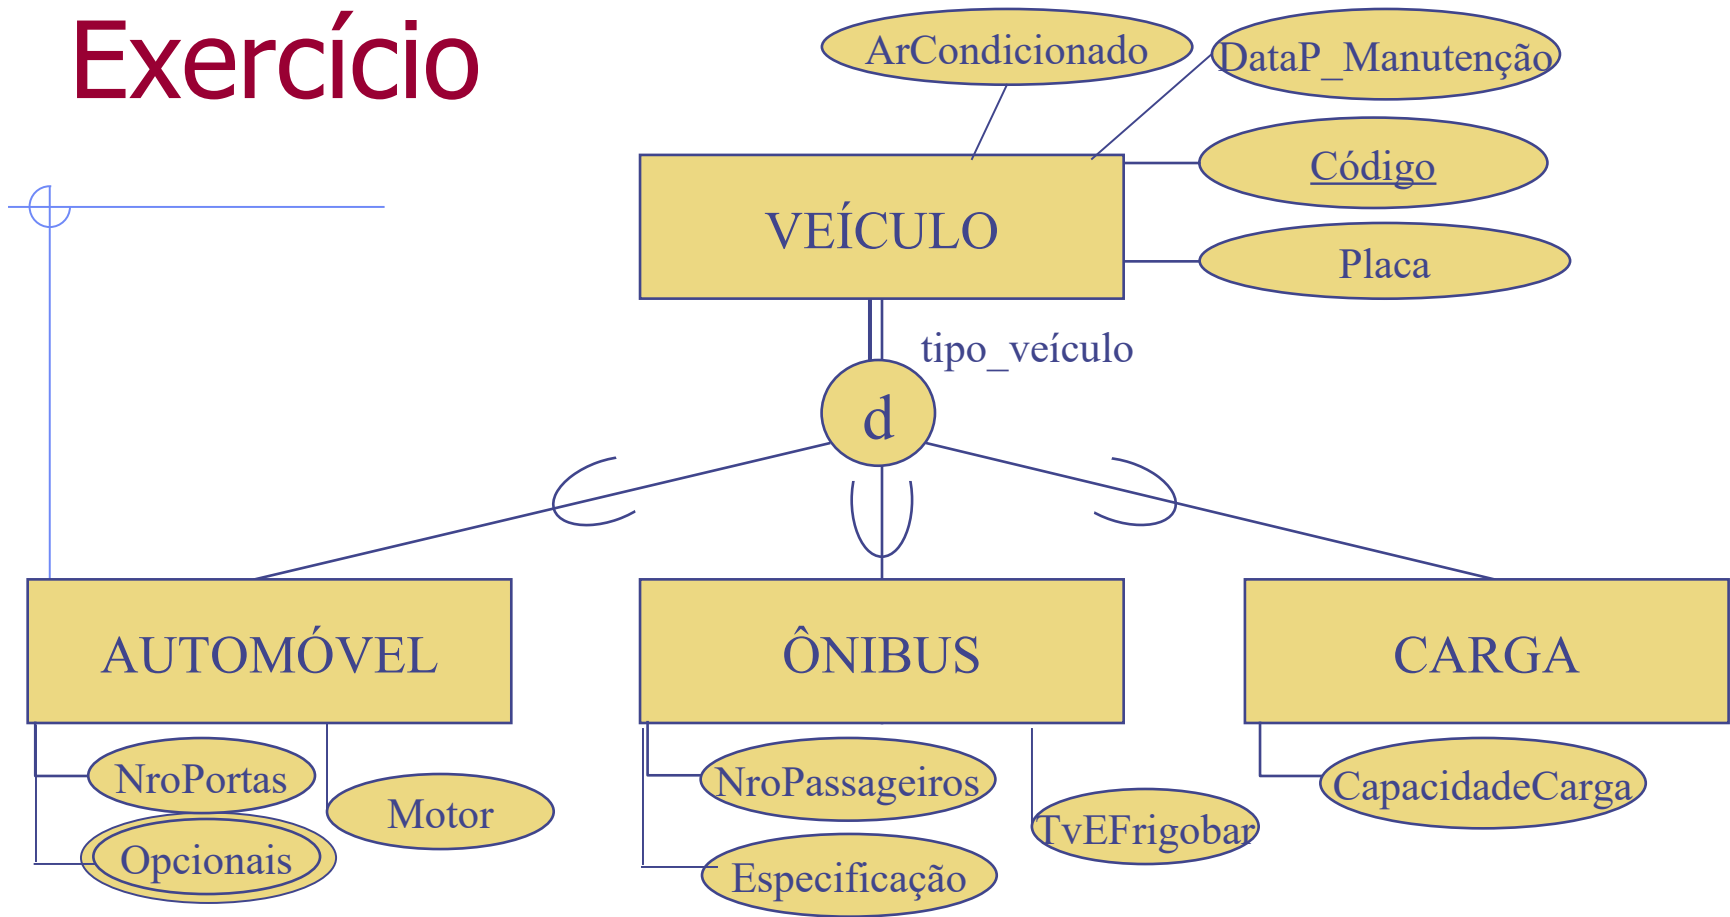 Exercício
ArCondicionado
DataP_Manutenção
Código
VEÍCULO
Placa
tipo_veículo
d
AUTOMÓVEL
ÔNIBUS
CARGA
NroPortas
Motor
Opcionais
NroPassageiros
TvEFrigobar
Especificação
CapacidadeCarga